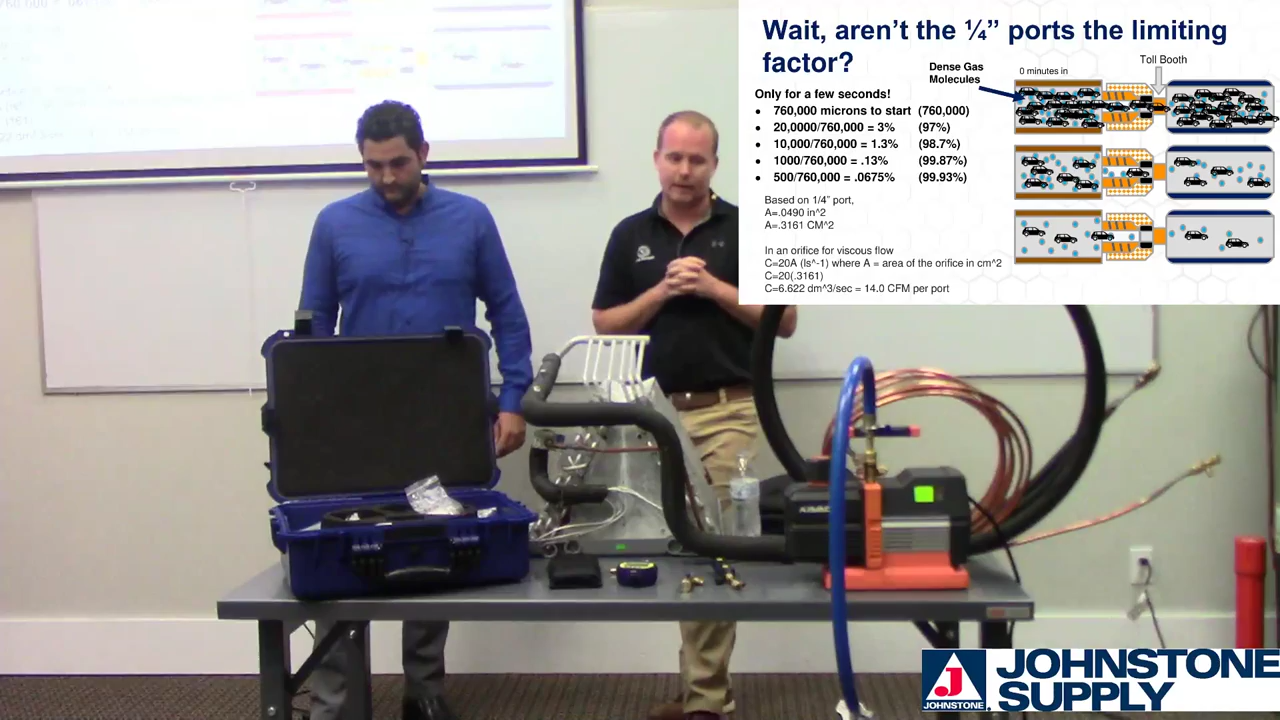 Wait, aren't the ¼" ports the limiting
factor?
Dense Gas
Molecules
0 minutes in
Toll Booth
Only for a few seconds!
• 760,000 microns to start (760,000)
• 20,0000/760,000 = 3% (97%)
• 10,000/760,000 = 1.3% (98.7%)
• 1000/760,000 = .13% (99.87%)
• 500/760,000 = .0675% (99.93%)
Based on 1/4" port,
A=.0490 in^2
A=.3161 CM^2
In an orifice for viscous flow
C=20A (ls^-1) where A = area of the orifice in cm^2
C=20(.3161)
C=6.622 dm^3/sec = 14.0 CFM per port
J
JOHNSTONE
JOHNSTONE
SUPPLY